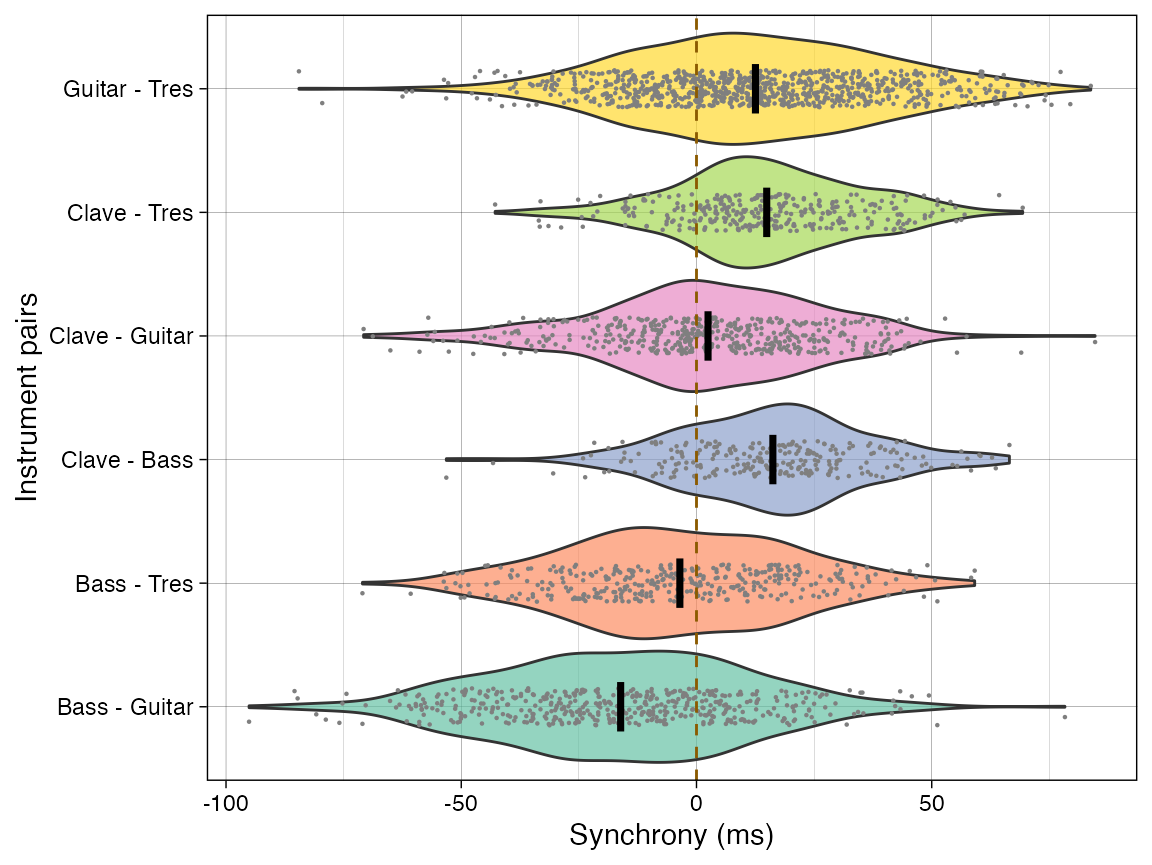 Instrument pairs
Guitar - Tres
Clave - Tres
Clave - Guitar
Clave - Bass
Bass - Tres
Bass - Guitar
-100 -50 0 50
Synchrony (ms)